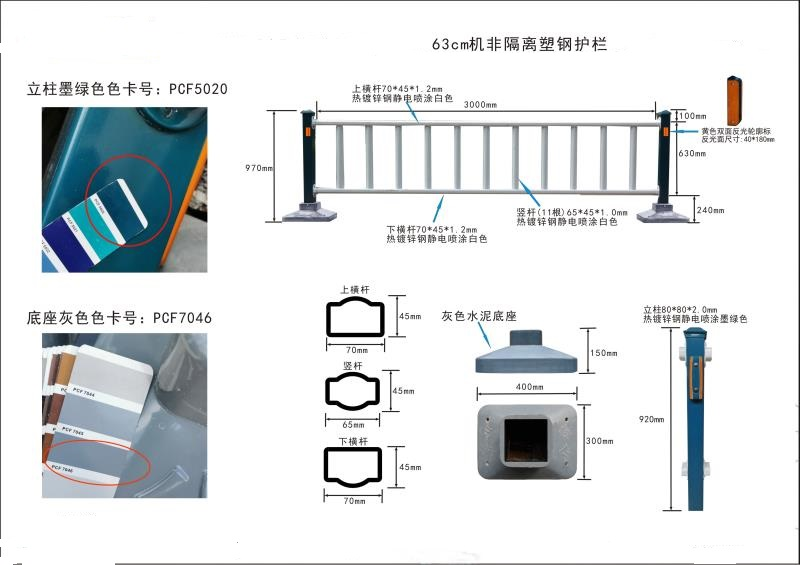 63cm机非隔离塑钢护栏
立柱墨绿色色卡号：PCF5020
上横杆70*45*1.2mm
热镀锌钢静电喷涂白色
3000mm
970mm
100mm
黄色双面反光轮廓标
反光面尺寸:40*180mm
630mm
240mm
竖杆(11根)65*45*1.0mm
热镀锌钢静电喷涂白色
下横杆70*45*1.2mm
热镀锌钢静电喷涂白色
底座灰色色卡号：PCF7046
PCF 7044
PCF 7045
PCF 7046
上横杆
45mm
70mm
竖杆
45mm
65mm
下横杆
45mm
70mm
灰色水泥底座
150mm
400mm
300mm
立柱80*80*2.0mm
热镀锌钢静电喷涂墨绿色
920mm